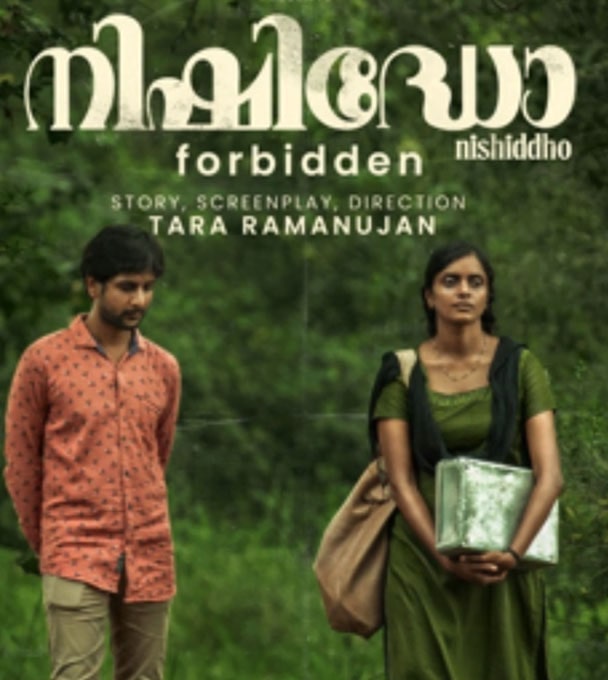 നിഷിദ്ധോ
nishiddho
forbidden
STORY, SCREENPLAY, DIRECTION
TARA RAMANUJAN